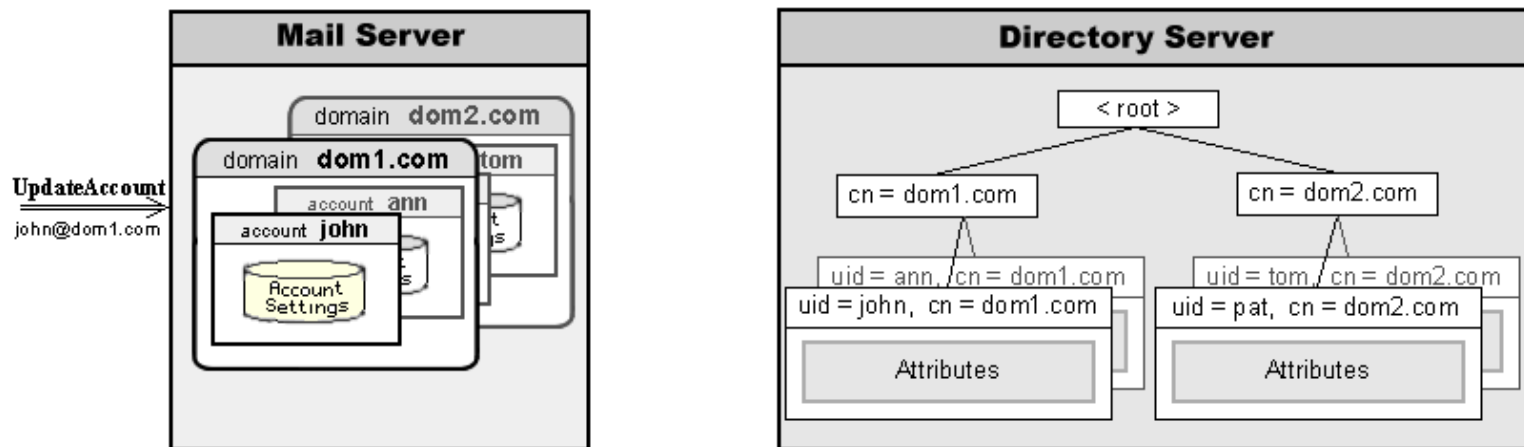 Mail Server
domain dom2.com
tom
domain dom1.com
account ann
account john
Account
Settings
UpdateAccount
john@dom1.com
Directory Server
< root >
cn = dom1.com
cn = dom2.com
uid = ann, cn = dom1.com
uid = john, cn = dom1.com
Attributes
uid = tom, cn = dom2.com
uid = pat, cn = dom2.com
Attributes